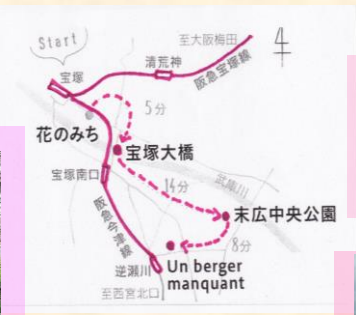 Start
宝塚
清荒神
至大阪梅田
阪急宝塚線
花のみち
5分
宝塚大橋
宝塚南口
14分
武庫川
阪急今津線
末広中央公園
8分
逆瀬川
Un berger
manquant
至西宮北口